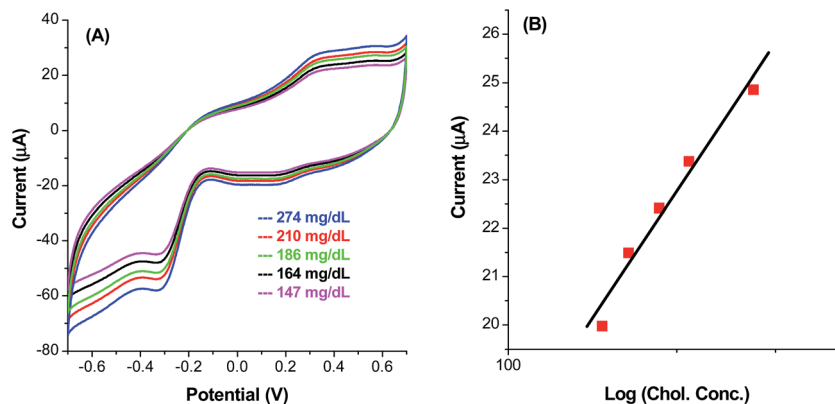 (A)
40
20
0
-20
-40
-60
-80
Current (µA)
--- 274 mg/dL
--- 210 mg/dL
--- 186 mg/dL
--- 164 mg/dL
--- 147 mg/dL
-0.6 -0.4 -0.2 0.0 0.2 0.4 0.6
Potential (V)
(B)
26
25
23
22
21
20
Current (µA)
100
Log (Chol. Conc.)